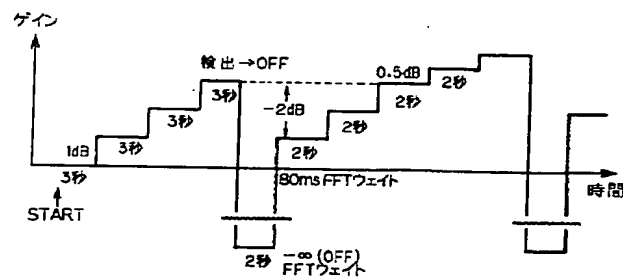 ゲイン
検出→OFF
0.5dB
3秒
2秒
2秒
3秒
-2dB
2秒
3秒
2秒
1dB
3秒
80ms FFTウェイト
時間
START
2秒
-∞(OFF)
FFTウェイト